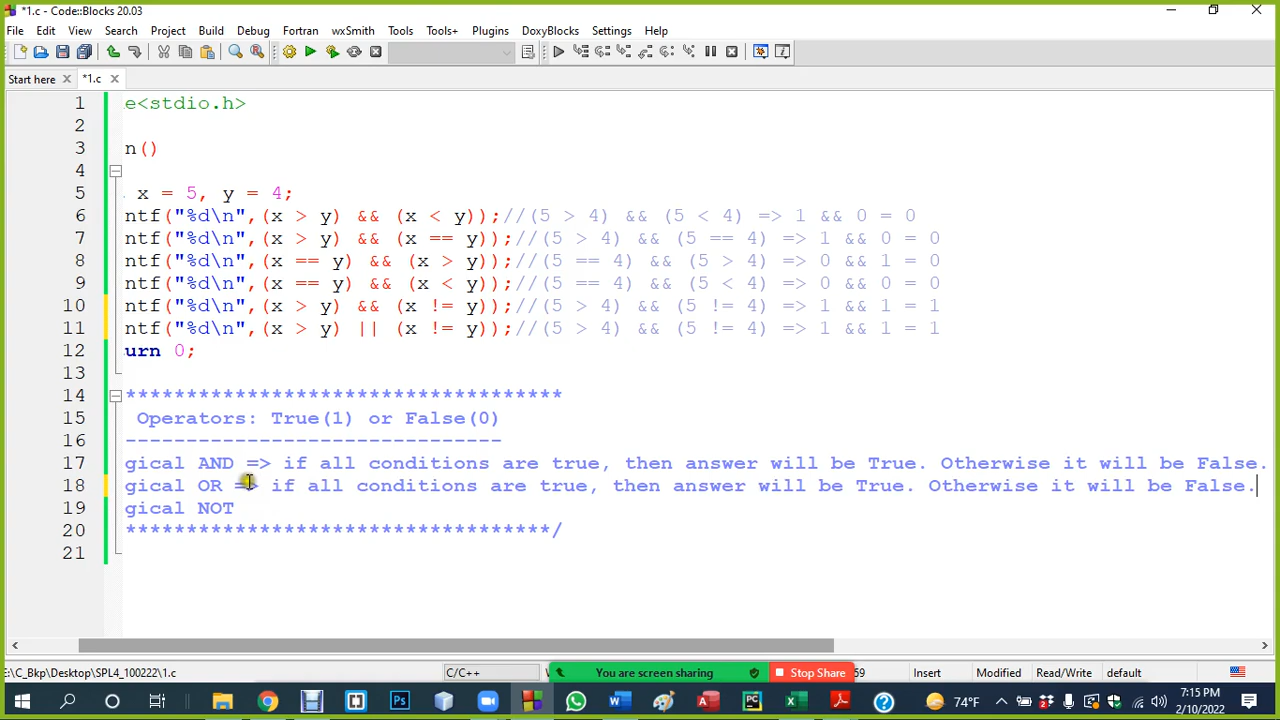 *1.c - Code::Blocks 20.03
File Edit View Search Project Build Debug Fortran wxSmith Tools Tools+ Plugins DoxyBlocks Settings Help
Start here *1.c
1 e<stdio.h>
2
3 n()
4
5 x = 5, y = 4;
6 ntf("%d\n",(x > y) && (x < y));//(5 > 4) && (5 < 4) => 1 && 0 = 0
7 ntf("%d\n",(x > y) && (x == y));//(5 > 4) && (5 == 4) => 1 && 0 = 0
8 ntf("%d\n",(x == y) && (x > y));//(5 == 4) && (5 > 4) => 0 && 1 = 0
9 ntf("%d\n",(x == y) && (x < y));//(5 == 4) && (5 < 4) => 0 && 0 = 0
10 ntf("%d\n",(x > y) && (x != y));//(5 > 4) && (5 != 4) => 1 && 1 = 1
11 ntf("%d\n",(x > y) || (x != y));//(5 > 4) && (5 != 4) => 1 && 1 = 1
12 urn 0;
13
14 ************************************
15 Operators: True(1) or False(0)
16 -------------------------------
17 gical AND => if all conditions are true, then answer will be True. Otherwise it will be False.
18 gical OR => if all conditions are true, then answer will be True. Otherwise it will be False.
19 gical NOT
20 ***********************************/
21
E:\C_Bkp\Desktop\SPL4_100222\1.c C/C++ You are screen sharing Stop Share 59 Insert Modified Read/Write default
74°F 7:15 PM
2/10/2022